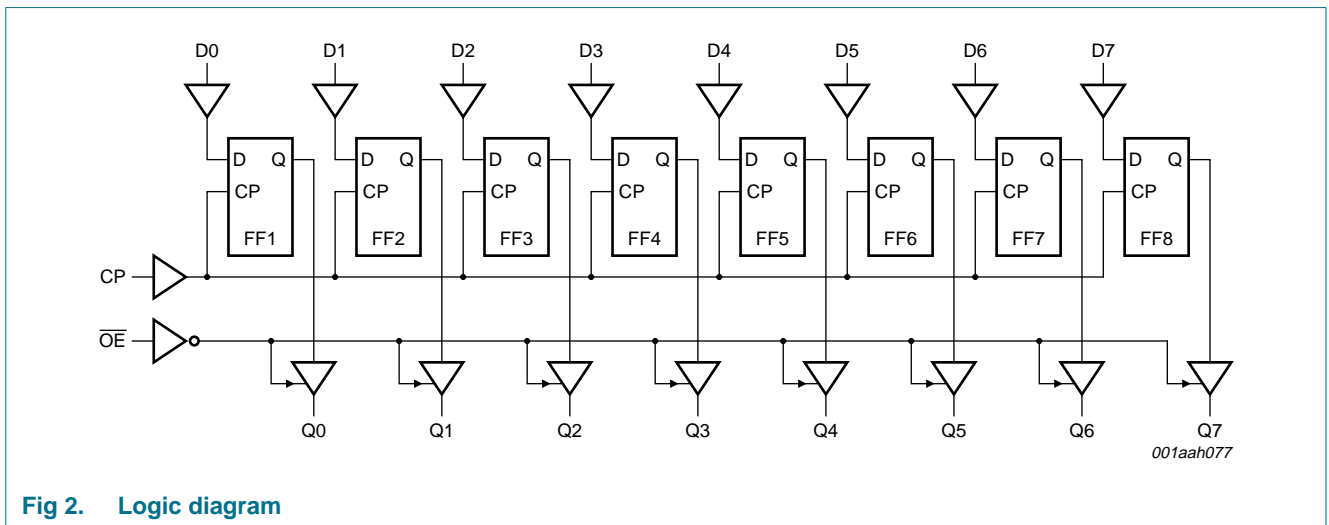 D0 D1 D2 D3 D4 D5 D6 D7
D Q D Q D Q D Q D Q D Q D Q D Q
CP CP CP CP CP CP CP CP
FF1 FF2 FF3 FF4 FF5 FF6 FF7 FF8
CP
O̅E̅
Q0 Q1 Q2 Q3 Q4 Q5 Q6 Q7
001aah077
Fig 2. Logic diagram